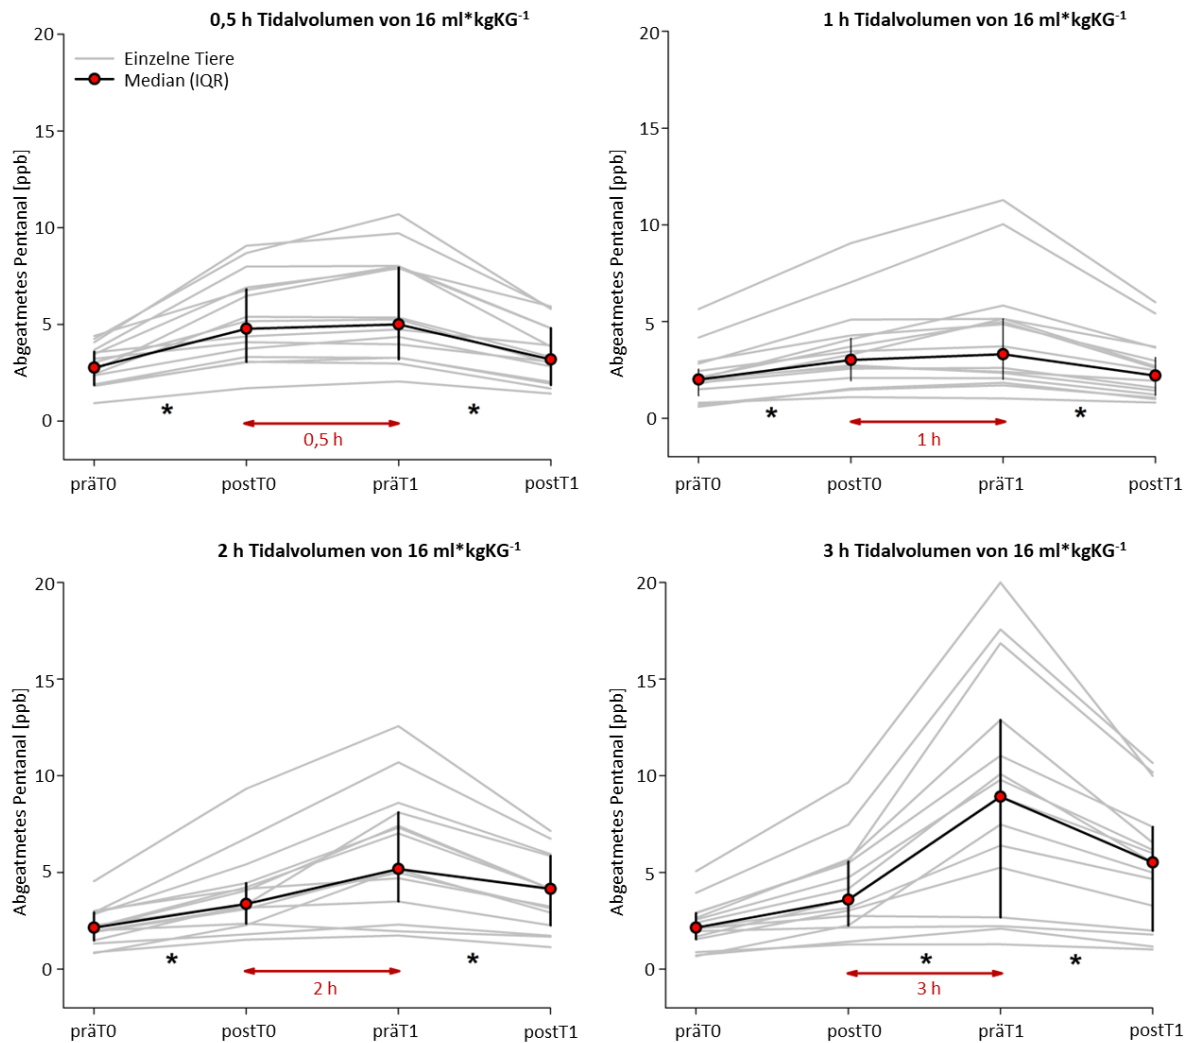 0,5 h Tidalvolumen von 16 ml*kgKG-1
20
15
10
5
0
Abgeatmetes Pentanal [ppb]
Einzelne Tiere
Median (IQR)
*
*
0,5 h
präT0
postT0
präT1
postT1
1 h Tidalvolumen von 16 ml*kgKG-1
20
15
10
5
0
Abgeatmetes Pentanal [ppb]
*
*
1 h
präT0
postT0
präT1
postT1
2 h Tidalvolumen von 16 ml*kgKG-1
20
15
10
5
0
Abgeatmetes Pentanal [ppb]
*
*
2 h
präT0
postT0
präT1
postT1
3 h Tidalvolumen von 16 ml*kgKG-1
20
15
10
5
0
Abgeatmetes Pentanal [ppb]
*
*
3 h
präT0
postT0
präT1
postT1